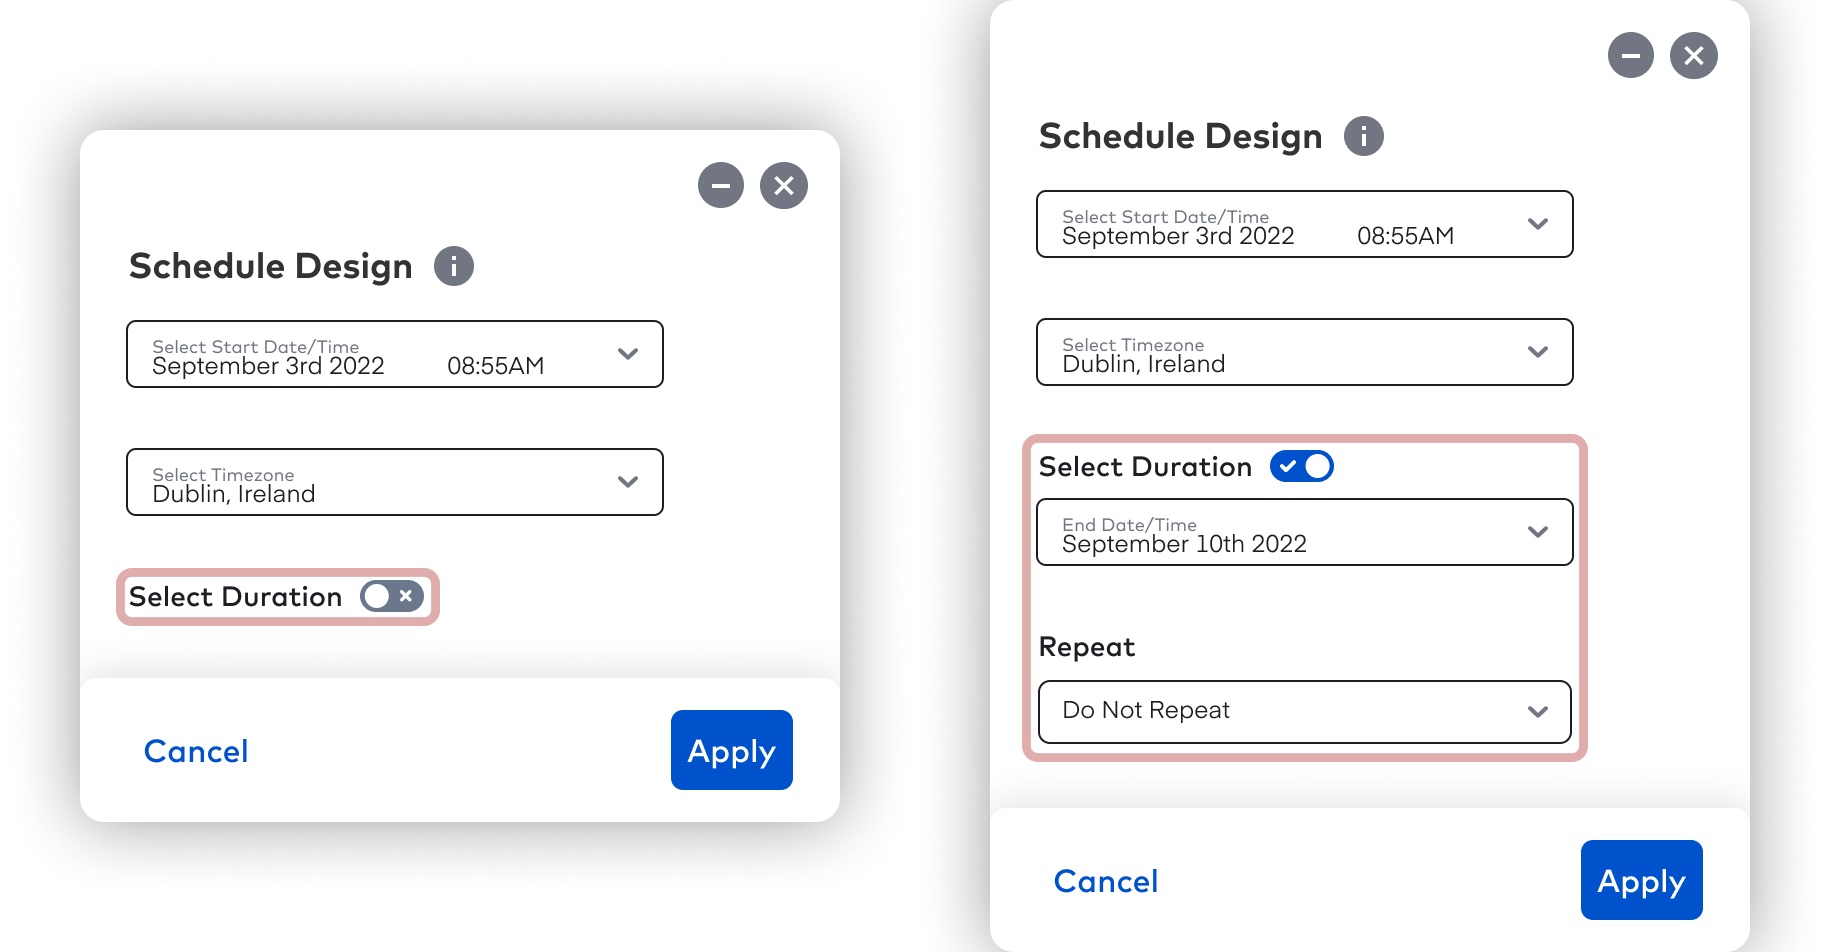 Schedule Design
Select Start Date/Time
September 3rd 2022 08:55AM
Select Timezone
Dublin, Ireland
Select Duration
Cancel Apply
Schedule Design
Select Start Date/Time
September 3rd 2022 08:55AM
Select Timezone
Dublin, Ireland
Select Duration
End Date/Time
September 10th 2022
Repeat
Do Not Repeat
Cancel Apply